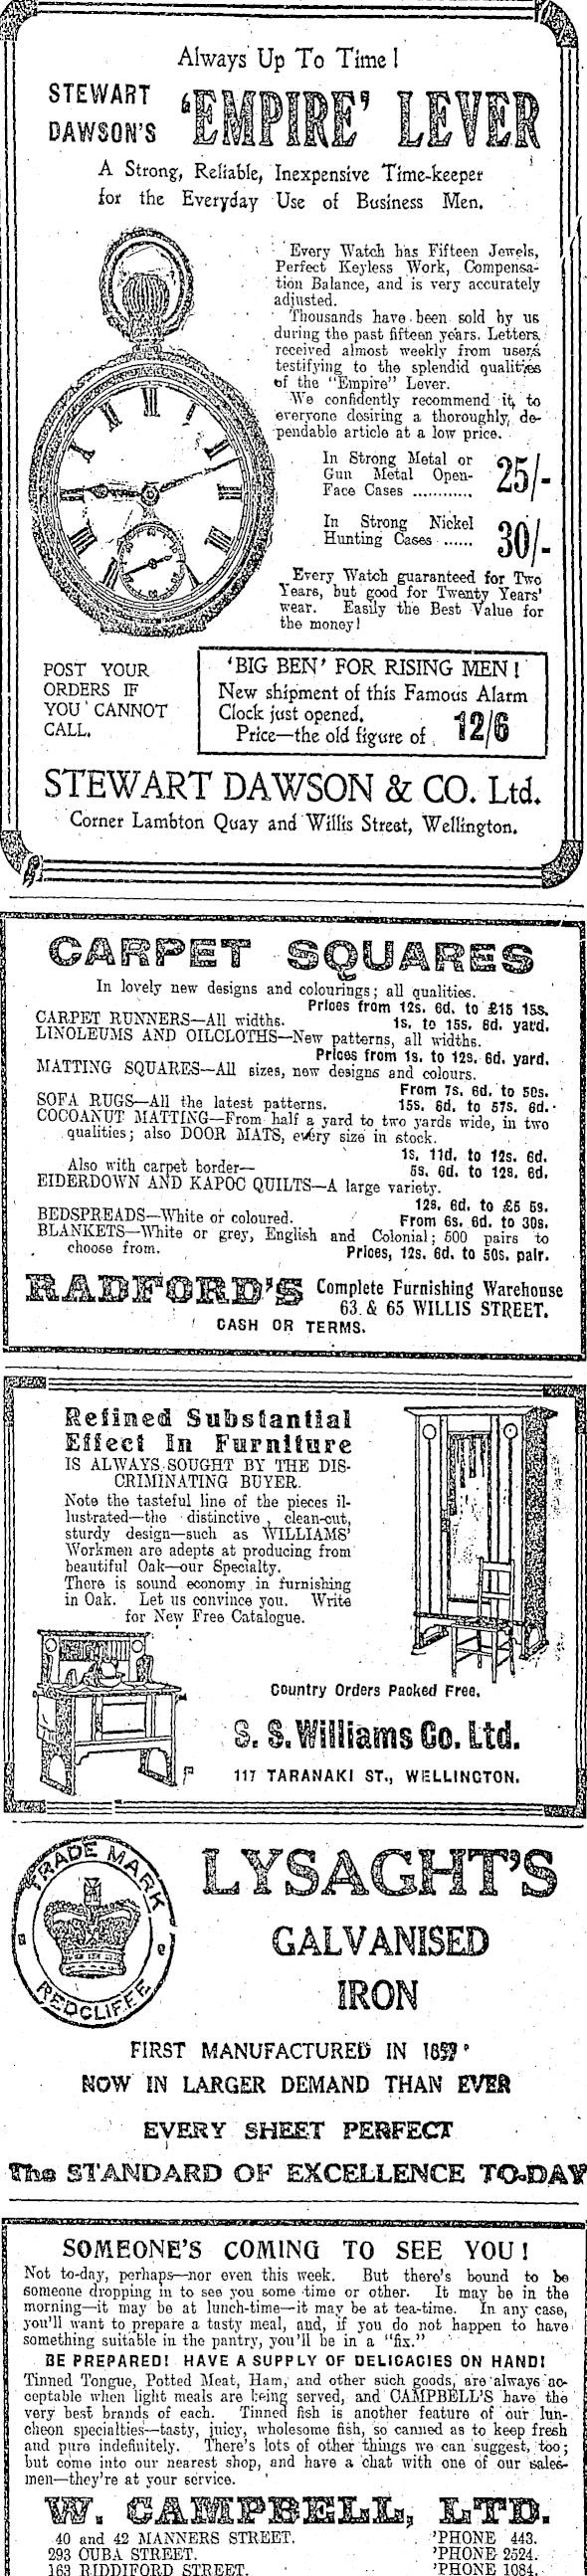 Always Up To Time!
STEWART
DAWSON'S
'EMPIRE' LEVER
A Strong, Reliable, Inexpensive Time-keeper
for the Everyday Use of Business Men.
Every Watch has Fifteen Jewels,
Perfect Keyless Work, Compensa-
tion Balance, and is very accurately
adjusted.
Thousands have been sold by us
during the past fifteen years. Letters
received almost weekly from users
testifying to the splendid qualities
of the "Empire" Lever.
We confidently recommend it to
everyone desiring a thoroughly, de-
pendable article at a low price.
In Strong Metal or
Gun Metal Open-
Face Cases ............ 25/-
In Strong Nickel
Hunting Cases ...... 30/-
Every Watch guaranteed for Two
Years, but good for Twenty Years'
wear. Easily the Best Value for
the money!
POST YOUR
ORDERS IF
YOU CANNOT
CALL.
'BIG BEN' FOR RISING MEN!
New shipment of this Famous Alarm
Clock just opened.
Price—the old figure of 12/6
STEWART DAWSON & CO. Ltd.
Corner Lambton Quay and Willis Street, Wellington.
CARPET SQUARES
In lovely new designs and colourings; all qualities.
Prices from 12s. 6d. to £15 15s.
CARPET RUNNERS—All widths. 1s. to 15s. 6d. yard.
LINOLEUMS AND OILCLOTHS—New patterns, all widths.
Prices from 1s. to 12s. 6d. yard.
MATTING SQUARES—All sizes, new designs and colours.
From 7s. 6d. to 50s.
SOFA RUGS—All the latest patterns. 15s. 6d. to 57s. 6d.
COCOANUT MATTING—From half a yard to two yards wide, in two
qualities; also DOOR MATS, every size in stock.
1s, 11d. to 12s. 6d.
Also with carpet border— 5s. 6d. to 12s. 6d.
EIDERDOWN AND KAPOC QUILTS—A large variety.
12s. 6d. to £5 5s.
BEDSPREADS—White or coloured. From 6s. 6d. to 30s.
BLANKETS—White or grey, English and Colonial; 500 pairs to
choose from. Prices, 12s. 6d. to 50s. pair.
RADFORD'S Complete Furnishing Warehouse
63 & 65 WILLIS STREET.
CASH OR TERMS.
Refined Substantial
Effect In Furniture
IS ALWAYS SOUGHT BY THE DIS-
CRIMINATING BUYER.
Note the tasteful line of the pieces il-
lustrated—the distinctive, clean-cut,
sturdy design—such as WILLIAMS'
Workmen are adepts at producing from
beautiful Oak—our Specialty.
There is sound economy in furnishing
in Oak. Let us convince you. Write
for New Free Catalogue.
Country Orders Packed Free.
S. S. Williams Co. Ltd.
117 TARANAKI ST., WELLINGTON.
TRADE MARK
REDCLIFFE
LYSAGHT'S
GALVANISED
IRON
FIRST MANUFACTURED IN
NOW IN LARGER DEMAND THAN EVER
EVERY SHEET PERFECT
The STANDARD OF EXCELLENCE TO-DAY
SOMEONE'S COMING TO SEE YOU!
Not to-day, perhaps—nor even this week. But there's bound to be
someone dropping in to see you some time or other. It may be in the
morning—it may be at lunch-time—it may be at tea-time. In any case,
you'll want to prepare a tasty meal, and, if you do not happen to have
something suitable in the pantry, you'll be in a "fix."
BE PREPARED! HAVE A SUPPLY OF DELICACIES ON HAND!
Tinned Tongue, Potted Meat, Ham, and other such goods, are always ac-
ceptable when light meals are being served, and CAMPBELL'S have the
very best brands of each. Tinned fish is another feature of our lun-
cheon specialties—tasty, juicy, wholesome fish, so canned as to keep fresh
and pure indefinitely. There's lots of other things we can suggest, too;
but come into our nearest shop, and have a chat with one of our sales-
men—they're at your service.
W. CAMPBELL, LTD.
40 and 42 MANNERS STREET. 'PHONE 443.
293 CUBA STREET. 'PHONE 2524.
163 RIDDIFORD STREET. 'PHONE 1084.